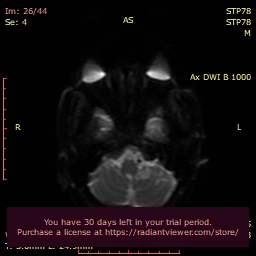 Im: 26/44
Se: 4
AS
STP78
STP78
M
Ax DWI B 1000
R
L
You have 30 days left in your trial period.
Purchase a license at https://radiantviewer.com/store/